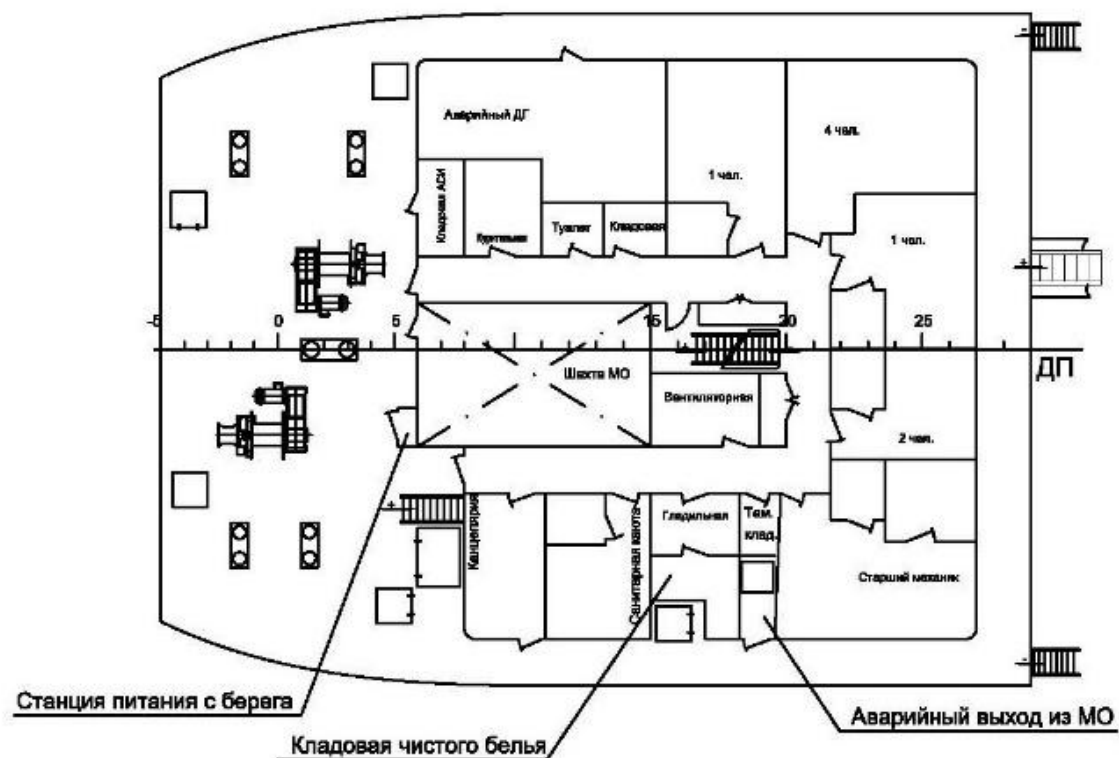 Аварийный ДГ
4 чел.
1 чел.
Кладовая АСИ
Курительная
Туалет
Кладовая
1 чел.
-5
0
5
15
20
25
ДП
Шахта МО
Вентиляторная
2 чел.
Канцелярия
Санитарная каюта
Гладильная
Там.
клад.
Старший механик
Станция питания с берега
Кладовая чистого белья
Аварийный выход из МО